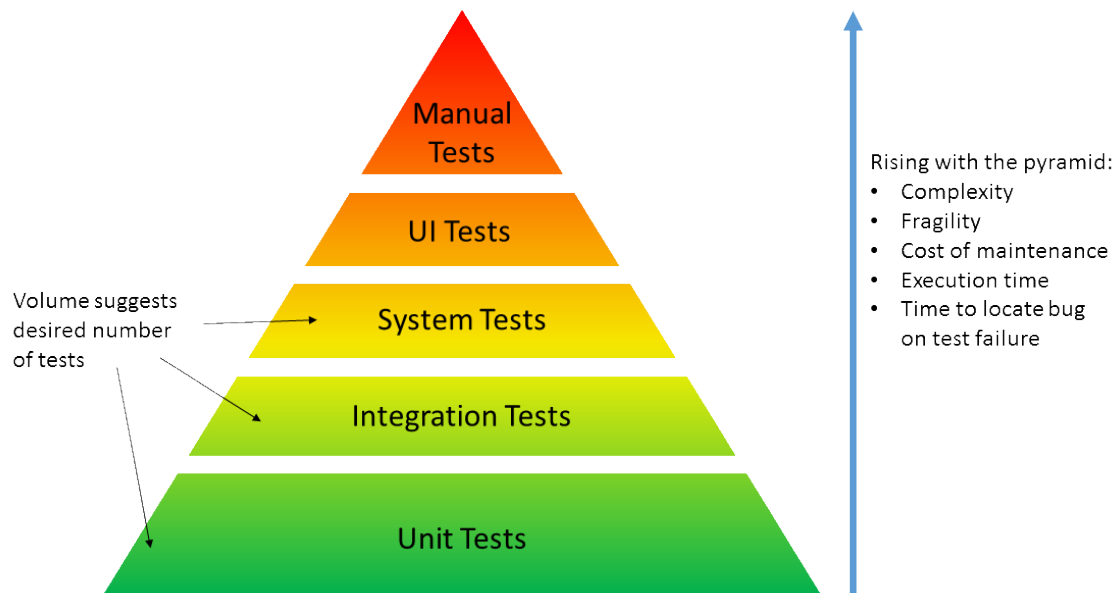 Manual
Tests
UI Tests
System Tests
Integration Tests
Unit Tests
Volume suggests
desired number
of tests
Rising with the pyramid:
• Complexity
• Fragility
• Cost of maintenance
• Execution time
• Time to locate bug
on test failure